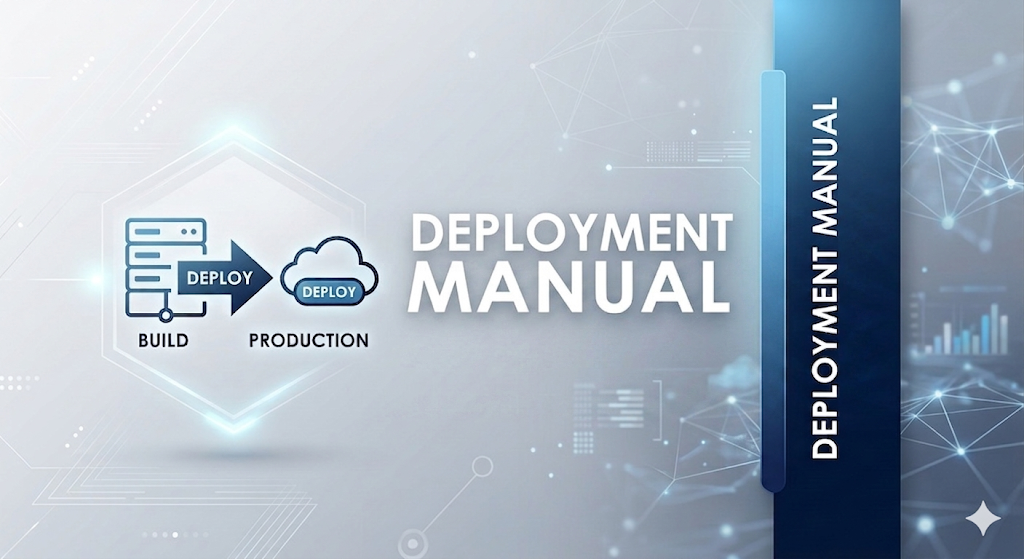 DEPLOY
DEPLOY
BUILD
PRODUCTION
DEPLOYMENT
MANUAL
DEPLOYMENT MANUAL